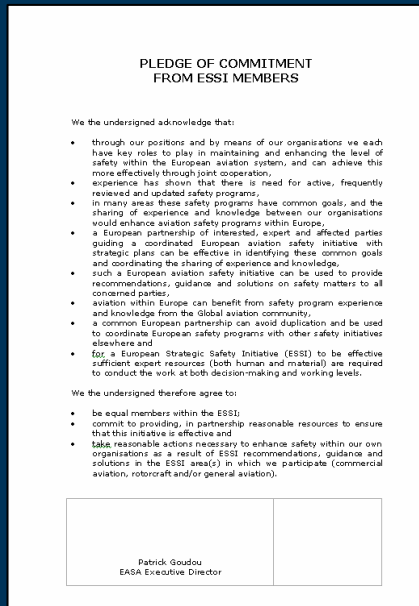 PLEDGE OF COMMITMENT
FROM ESSI MEMBERS
We the undersigned acknowledge that:
• through our positions and by means of our organisations we each
have key roles to play in maintaining and enhancing the level of
safety within the European aviation system, and can achieve this
more effectively through joint cooperation,
• experience has shown that there is need for active, frequently
reviewed and updated safety programs,
• in many areas these safety programs have common goals, and the
sharing of experience and knowledge between our organisations
would enhance aviation safety programs within Europe,
• a European partnership of interested, expert and affected parties
guiding a coordinated European aviation safety initiative with
strategic plans can be effective in identifying these common goals
and coordinating the sharing of experience and knowledge,
• such a European aviation safety initiative can be used to provide
recommendations, guidance and solutions on safety matters to all
concerned parties,
• aviation within Europe can benefit from safety program experience
and knowledge from the Global aviation community,
• a common European partnership can avoid duplication and be used
to coordinate European safety programs with other safety initiatives
elsewhere and
• for a European Strategic Safety Initiative (ESSI) to be effective
sufficient expert resources (both human and material) are required
to conduct the work at both decision-making and working levels.
We the undersigned therefore agree to:
• be equal members within the ESSI;
• commit to providing, in partnership reasonable resources to ensure
that this initiative is effective and
• take reasonable actions necessary to enhance safety within our own
organisations as a result of ESSI recommendations, guidance and
solutions in the ESSI area(s) in which we participate (commercial
aviation, rotorcraft and/or general aviation).
Patrick Goudou
EASA Executive Director